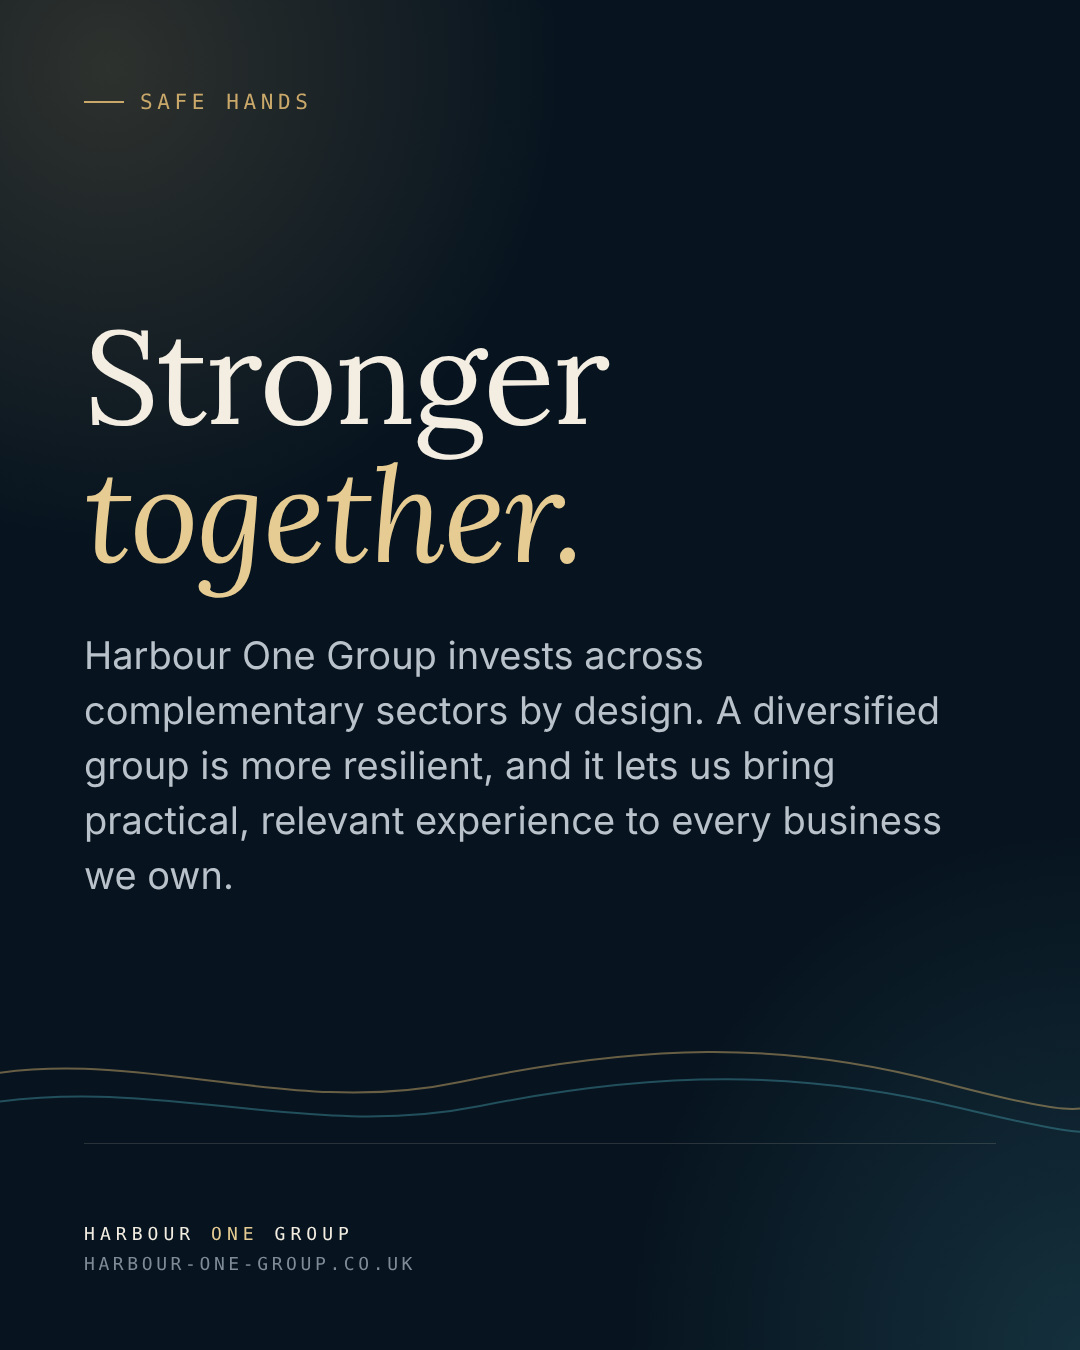 SAFE HANDS
Stronger
together.
Harbour One Group invests across
complementary sectors by design. A diversified
group is more resilient, and it lets us bring
practical, relevant experience to every business
we own.
HARBOUR ONE GROUP
HARBOUR-ONE-GROUP.CO.UK